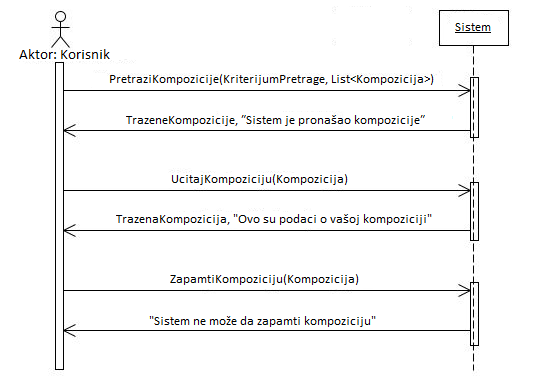 Sistem
Aktor: Korisnik
PretraziKompozicije(KriterijumPretrage, List<Kompozicija>)
TrazeneKompozicije, "Sistem je pronašao kompozicije"
UcitajKompoziciju(Kompozicija)
TrazenaKompozicija, "Ovo su podaci o vašoj kompoziciji"
ZapamtiKompoziciju(Kompozicija)
"Sistem ne može da zapamti kompoziciju"